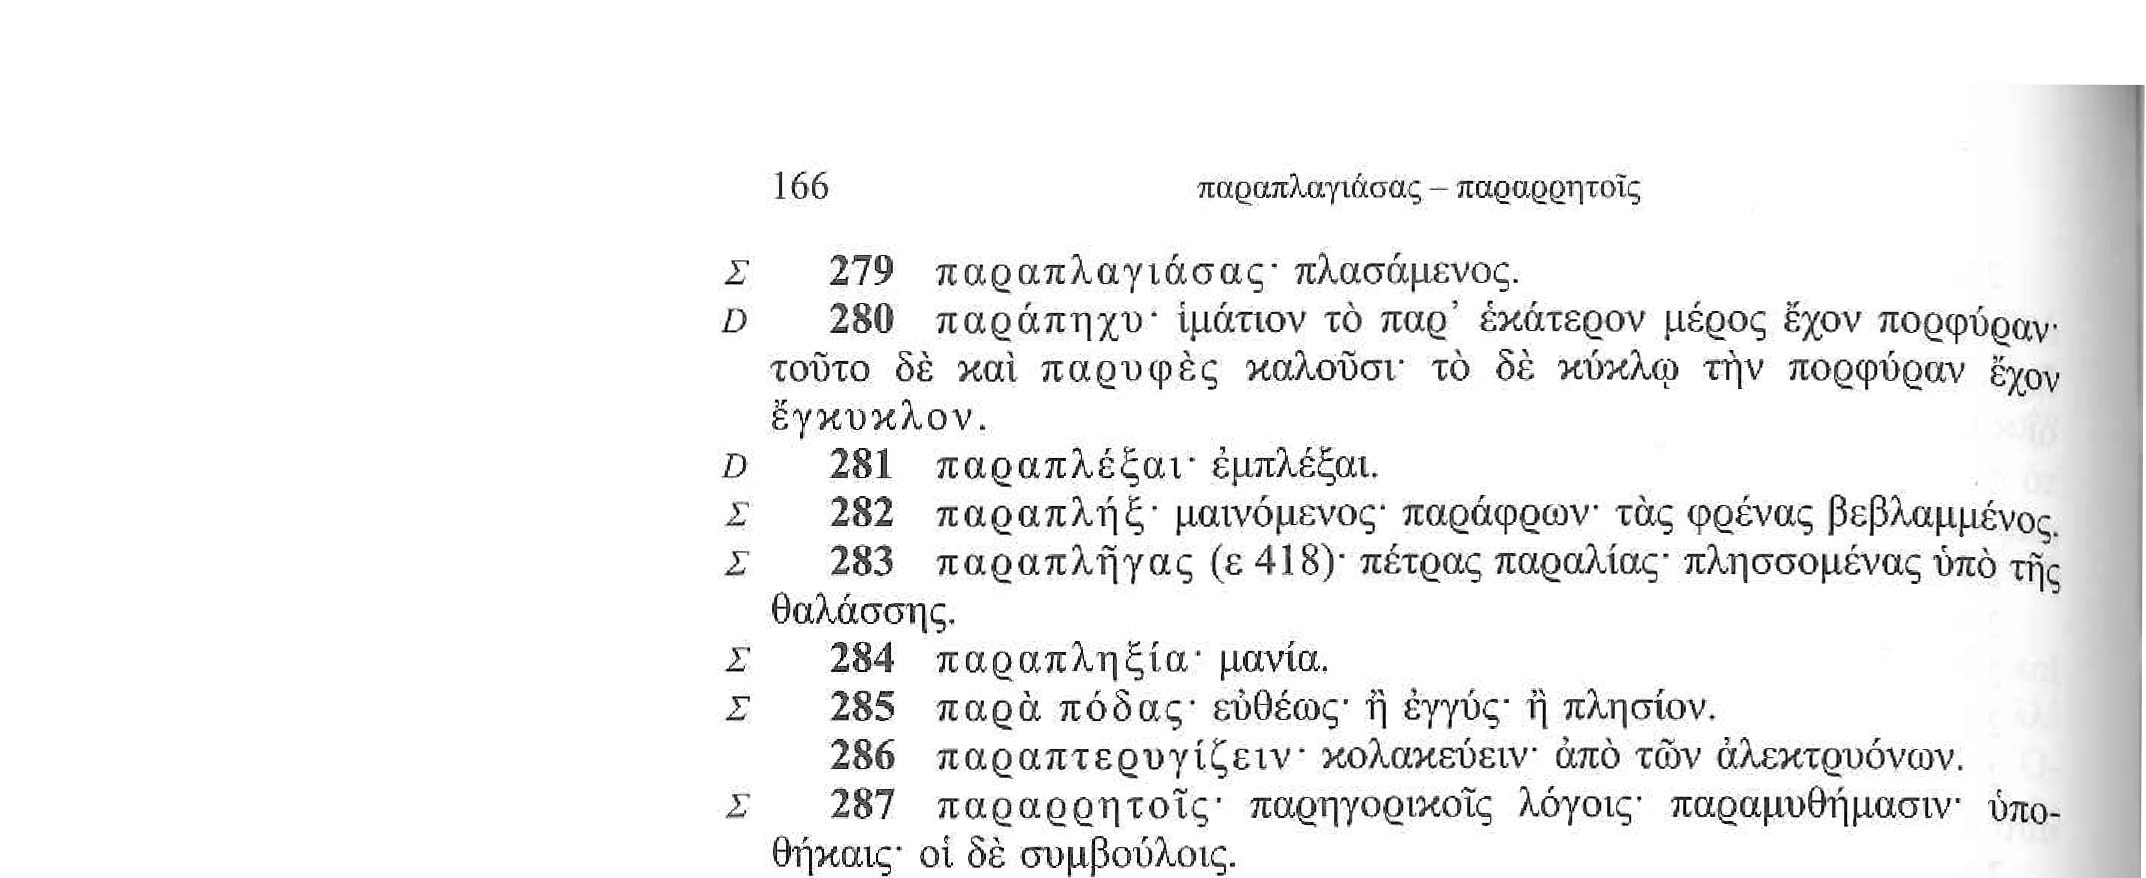 166 παραπλαγιάσας – παραρρητοῖς
Σ 279 παραπλαγιάσας· πλασάμενος.
D 280 παράπηχυ· ἱμάτιον τὸ παρ’ ἑκάτερον μέρος ἔχον πορφύραν·
τοῦτο δὲ καὶ παρυφὲς καλοῦσι· τὸ δὲ κύκλῳ τὴν πορφύραν ἔχον
ἔγκυκλον.
D 281 παραπλέξαι· ἐμπλέξαι.
Σ 282 παραπλήξ· μαινόμενος· παράφρων· τὰς φρένας βεβλαμμένος.
Σ 283 παραπλῆγας (ε 418)· πέτρας παραλίας· πλησσομένας ὑπὸ τῆς
θαλάσσης.
Σ 284 παραπληξία· μανία.
Σ 285 παρὰ πόδας· εὐθέως· ἢ ἐγγύς· ἢ πλησίον.
286 παραπτερυγίζειν· κολακεύειν· ἀπὸ τῶν ἀλεκτρυόνων.
Σ 287 παραρρητοῖς· παρηγορικοῖς λόγοις· παραμυθήμασιν· ὑπο-
θήκαις· οἱ δὲ συμβούλοις.